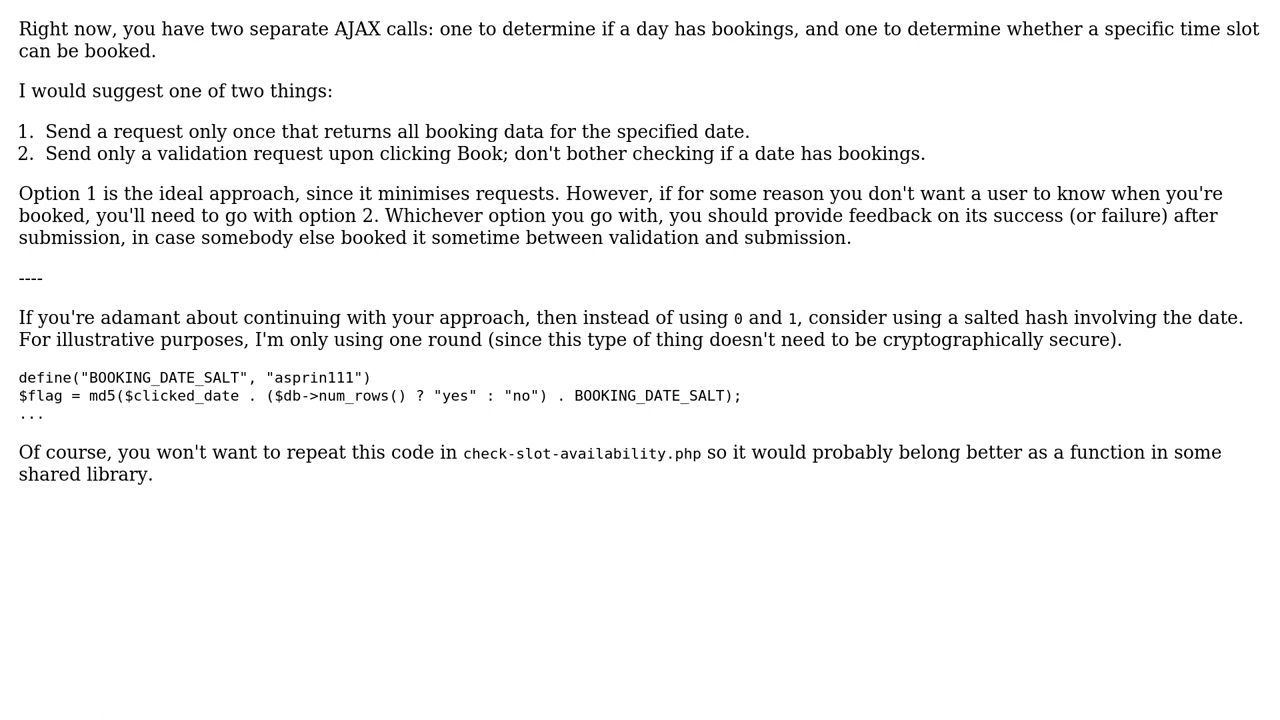 Right now, you have two separate AJAX calls: one to determine if a day has bookings, and one to determine whether a specific time slot
can be booked.
I would suggest one of two things:
1. Send a request only once that returns all booking data for the specified date.
2. Send only a validation request upon clicking Book; don't bother checking if a date has bookings.
Option 1 is the ideal approach, since it minimises requests. However, if for some reason you don't want a user to know when you're
booked, you'll need to go with option 2. Whichever option you go with, you should provide feedback on its success (or failure) after
submission, in case somebody else booked it sometime between validation and submission.
----
If you're adamant about continuing with your approach, then instead of using 0 and 1, consider using a salted hash involving the date.
For illustrative purposes, I'm only using one round (since this type of thing doesn't need to be cryptographically secure).
define("BOOKING_DATE_SALT", "asprin111")
$flag = md5($clicked_date . ($db->num_rows() ? "yes" : "no") . BOOKING_DATE_SALT);
...
Of course, you won't want to repeat this code in check-slot-availability.php so it would probably belong better as a function in some
shared library.